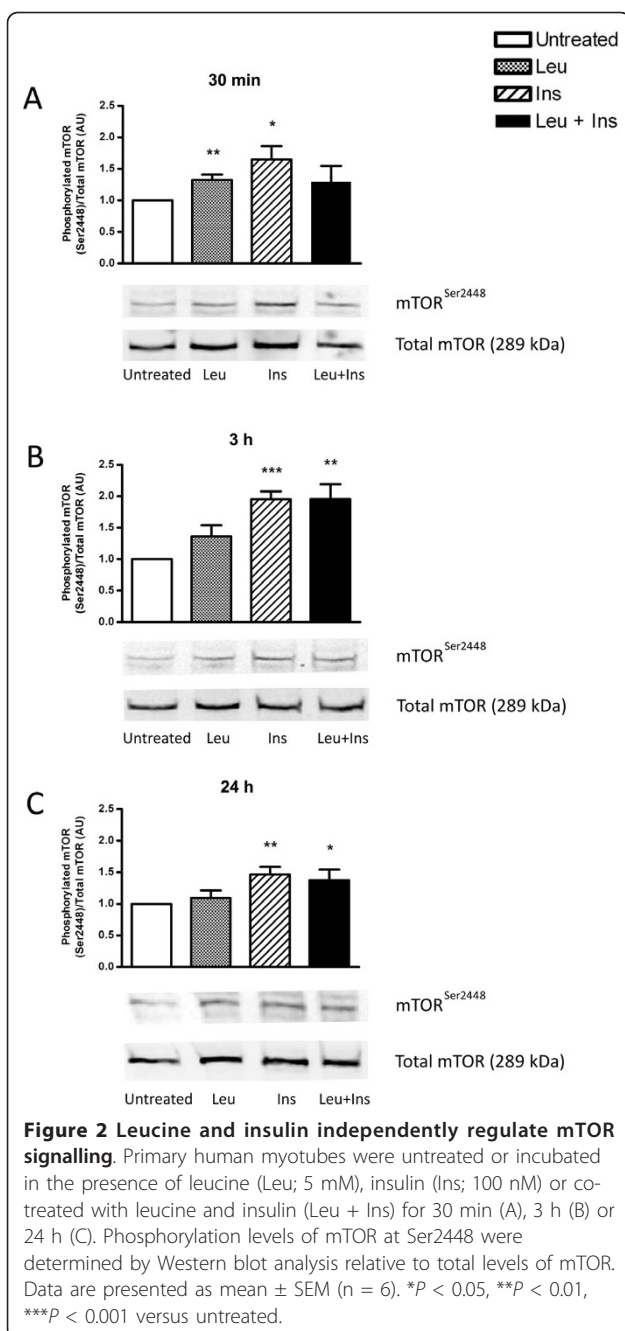 Untreated
Leu
Ins
Leu + Ins
A
30 min
Phosphorylated mTOR
(Ser2448)/Total mTOR (AU)
2.5
2.0
1.5
1.0
0.5
0.0
**
*
mTOR^Ser2448
Total mTOR (289 kDa)
Untreated Leu Ins Leu+Ins
B
3 h
Phosphorylated mTOR
(Ser2448)/Total mTOR (AU)
2.5
2.0
1.5
1.0
0.5
0.0
***
**
mTOR^Ser2448
Total mTOR (289 kDa)
Untreated Leu Ins Leu+Ins
C
24 h
Phosphorylated mTOR
(Ser2448)/Total mTOR (AU)
2.5
2.0
1.5
1.0
0.5
0.0
**
*
mTOR^Ser2448
Total mTOR (289 kDa)
Untreated Leu Ins Leu+Ins
Figure 2 Leucine and insulin independently regulate mTOR
signalling. Primary human myotubes were untreated or incubated
in the presence of leucine (Leu; 5 mM), insulin (Ins; 100 nM) or co-
treated with leucine and insulin (Leu + Ins) for 30 min (A), 3 h (B) or
24 h (C). Phosphorylation levels of mTOR at Ser2448 were
determined by Western blot analysis relative to total levels of mTOR.
Data are presented as mean ± SEM (n = 6). *P < 0.05, **P < 0.01,
***P < 0.001 versus untreated.